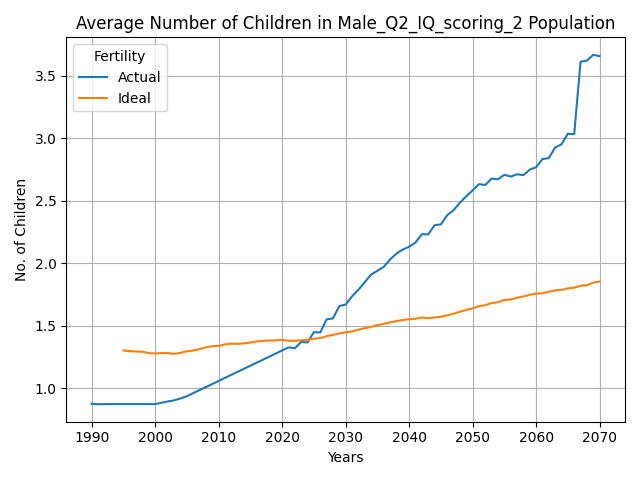 Average Number of Children in Male_Q2_IQ_scoring_2 Population
Fertility
Actual
Ideal
No. of Children
3.5
3.0
2.5
2.0
1.5
1.0
1990 2000 2010 2020 2030 2040 2050 2060 2070
Years